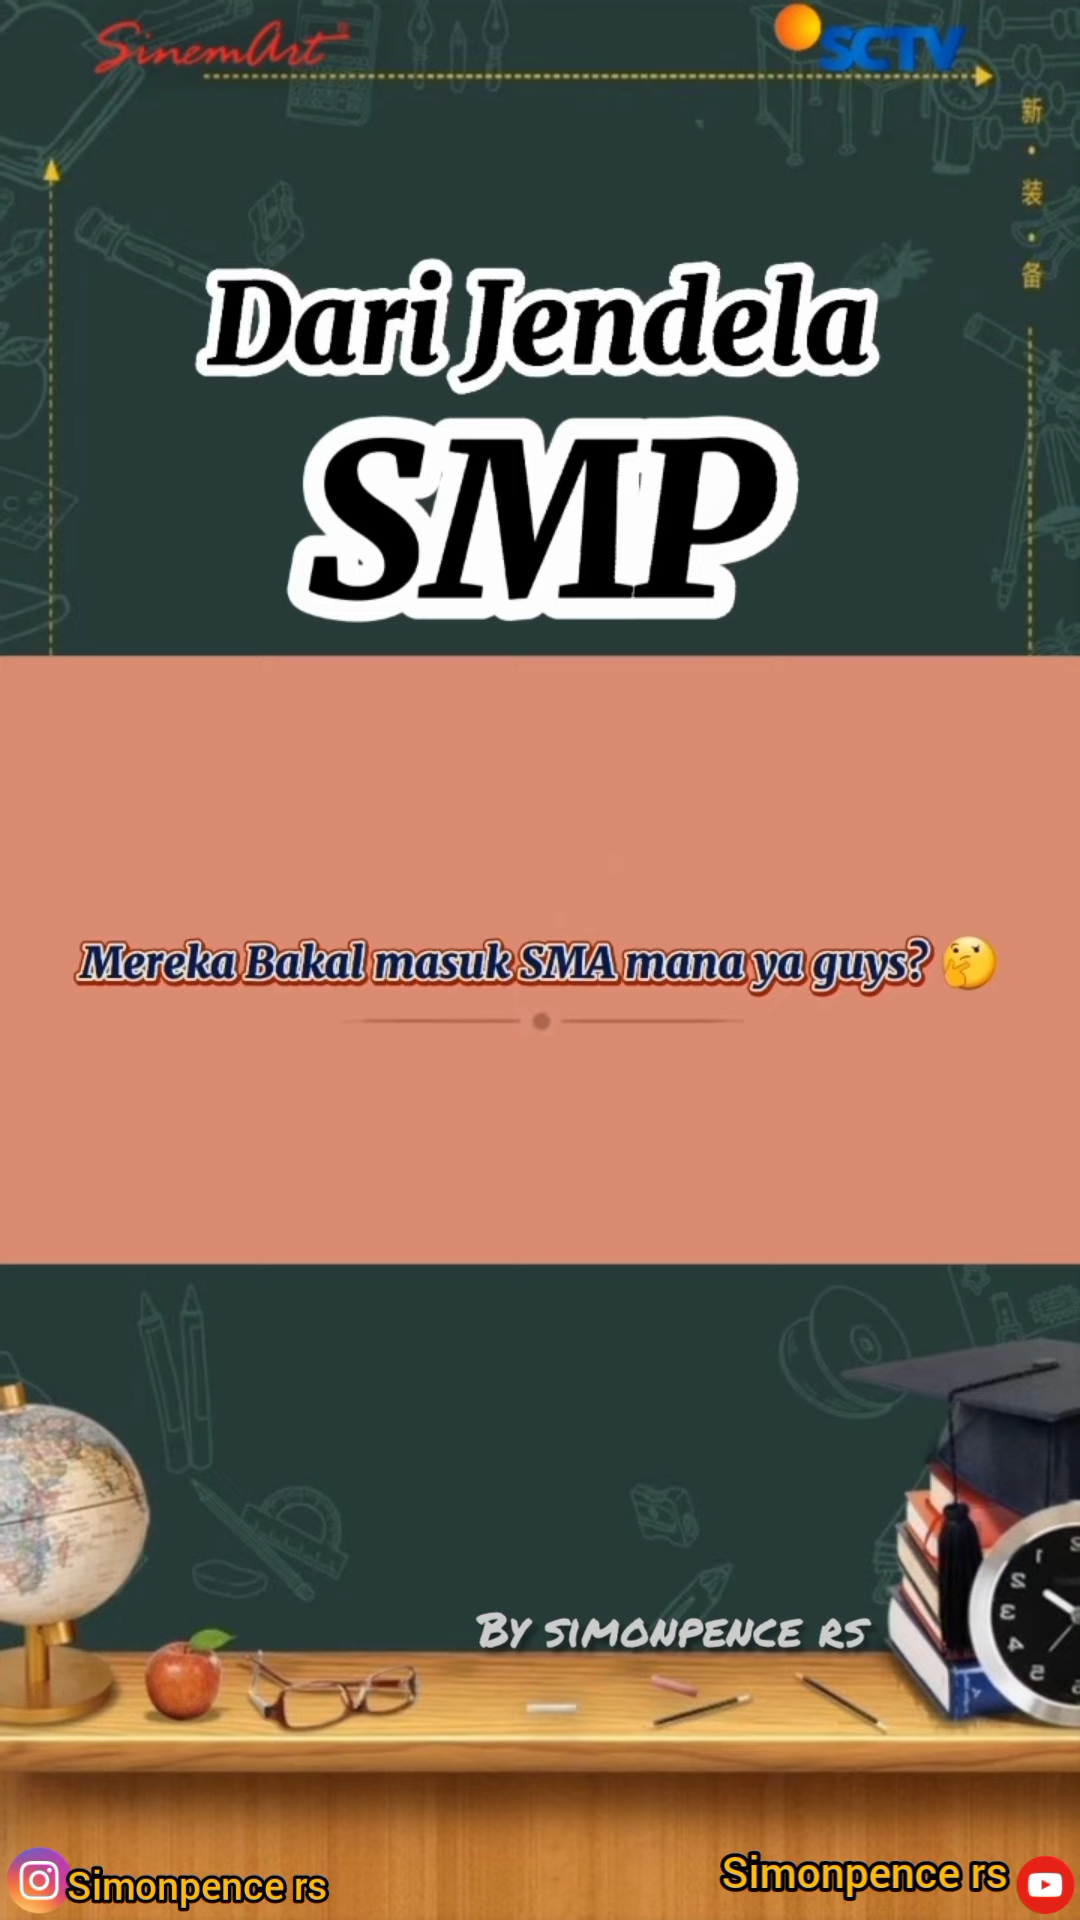 SinemArt®
SCTV
新・装・备
Dari Jendela
SMP
Mereka Bakal masuk SMA mana ya guys? 🤔
By simonpence rs
Simonpence rs
Simonpence rs